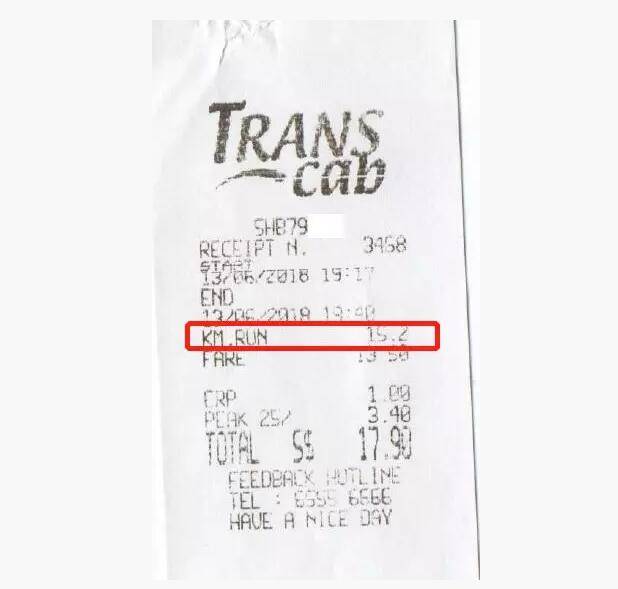 TRANS
cab
SHB79
RECEIPT N. 3468
START
13/06/2018 19:17
END
13/06/2018 19:40
KM.RUN 15.2
FARE 13.50
ERP 1.00
PEAK 25/ 3.40
TOTAL S$ 17.90
FEEDBACK HOTLINE
TEL : 6555 6666
HAVE A NICE DAY